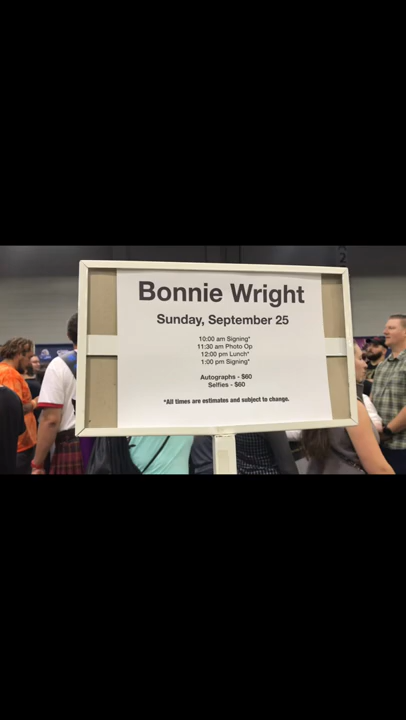 Bonnie Wright
Sunday, September 25
10:00 am Signing*
11:30 am Photo Op
12:00 pm Lunch*
1:00 pm Signing*
Autographs - $60
Selfies - $60
*All times are estimates and subject to change.
A
2